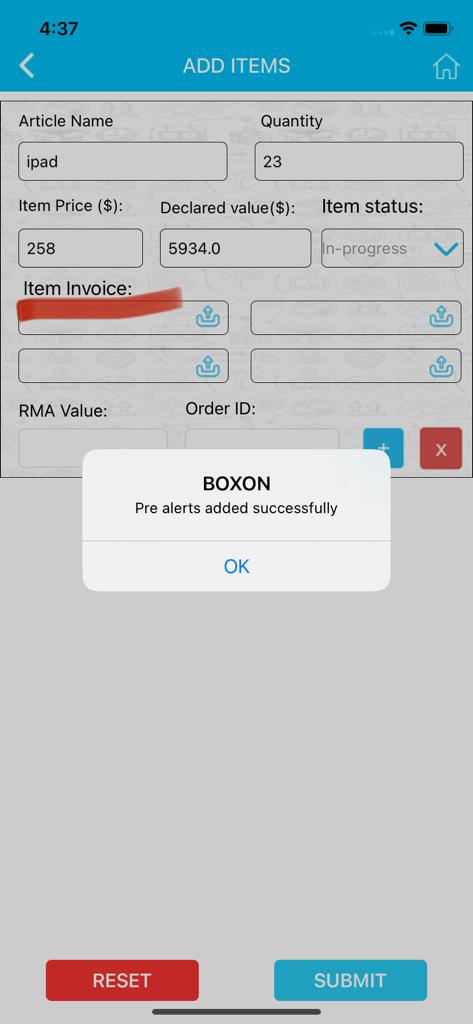 4:37
ADD ITEMS
Article Name Quantity
ipad 23
Item Price ($): Declared value($): Item status:
258 5934.0 In-progress
Item Invoice:
RMA Value: Order ID:
+ x
BOXON
Pre alerts added successfully
OK
RESET SUBMIT